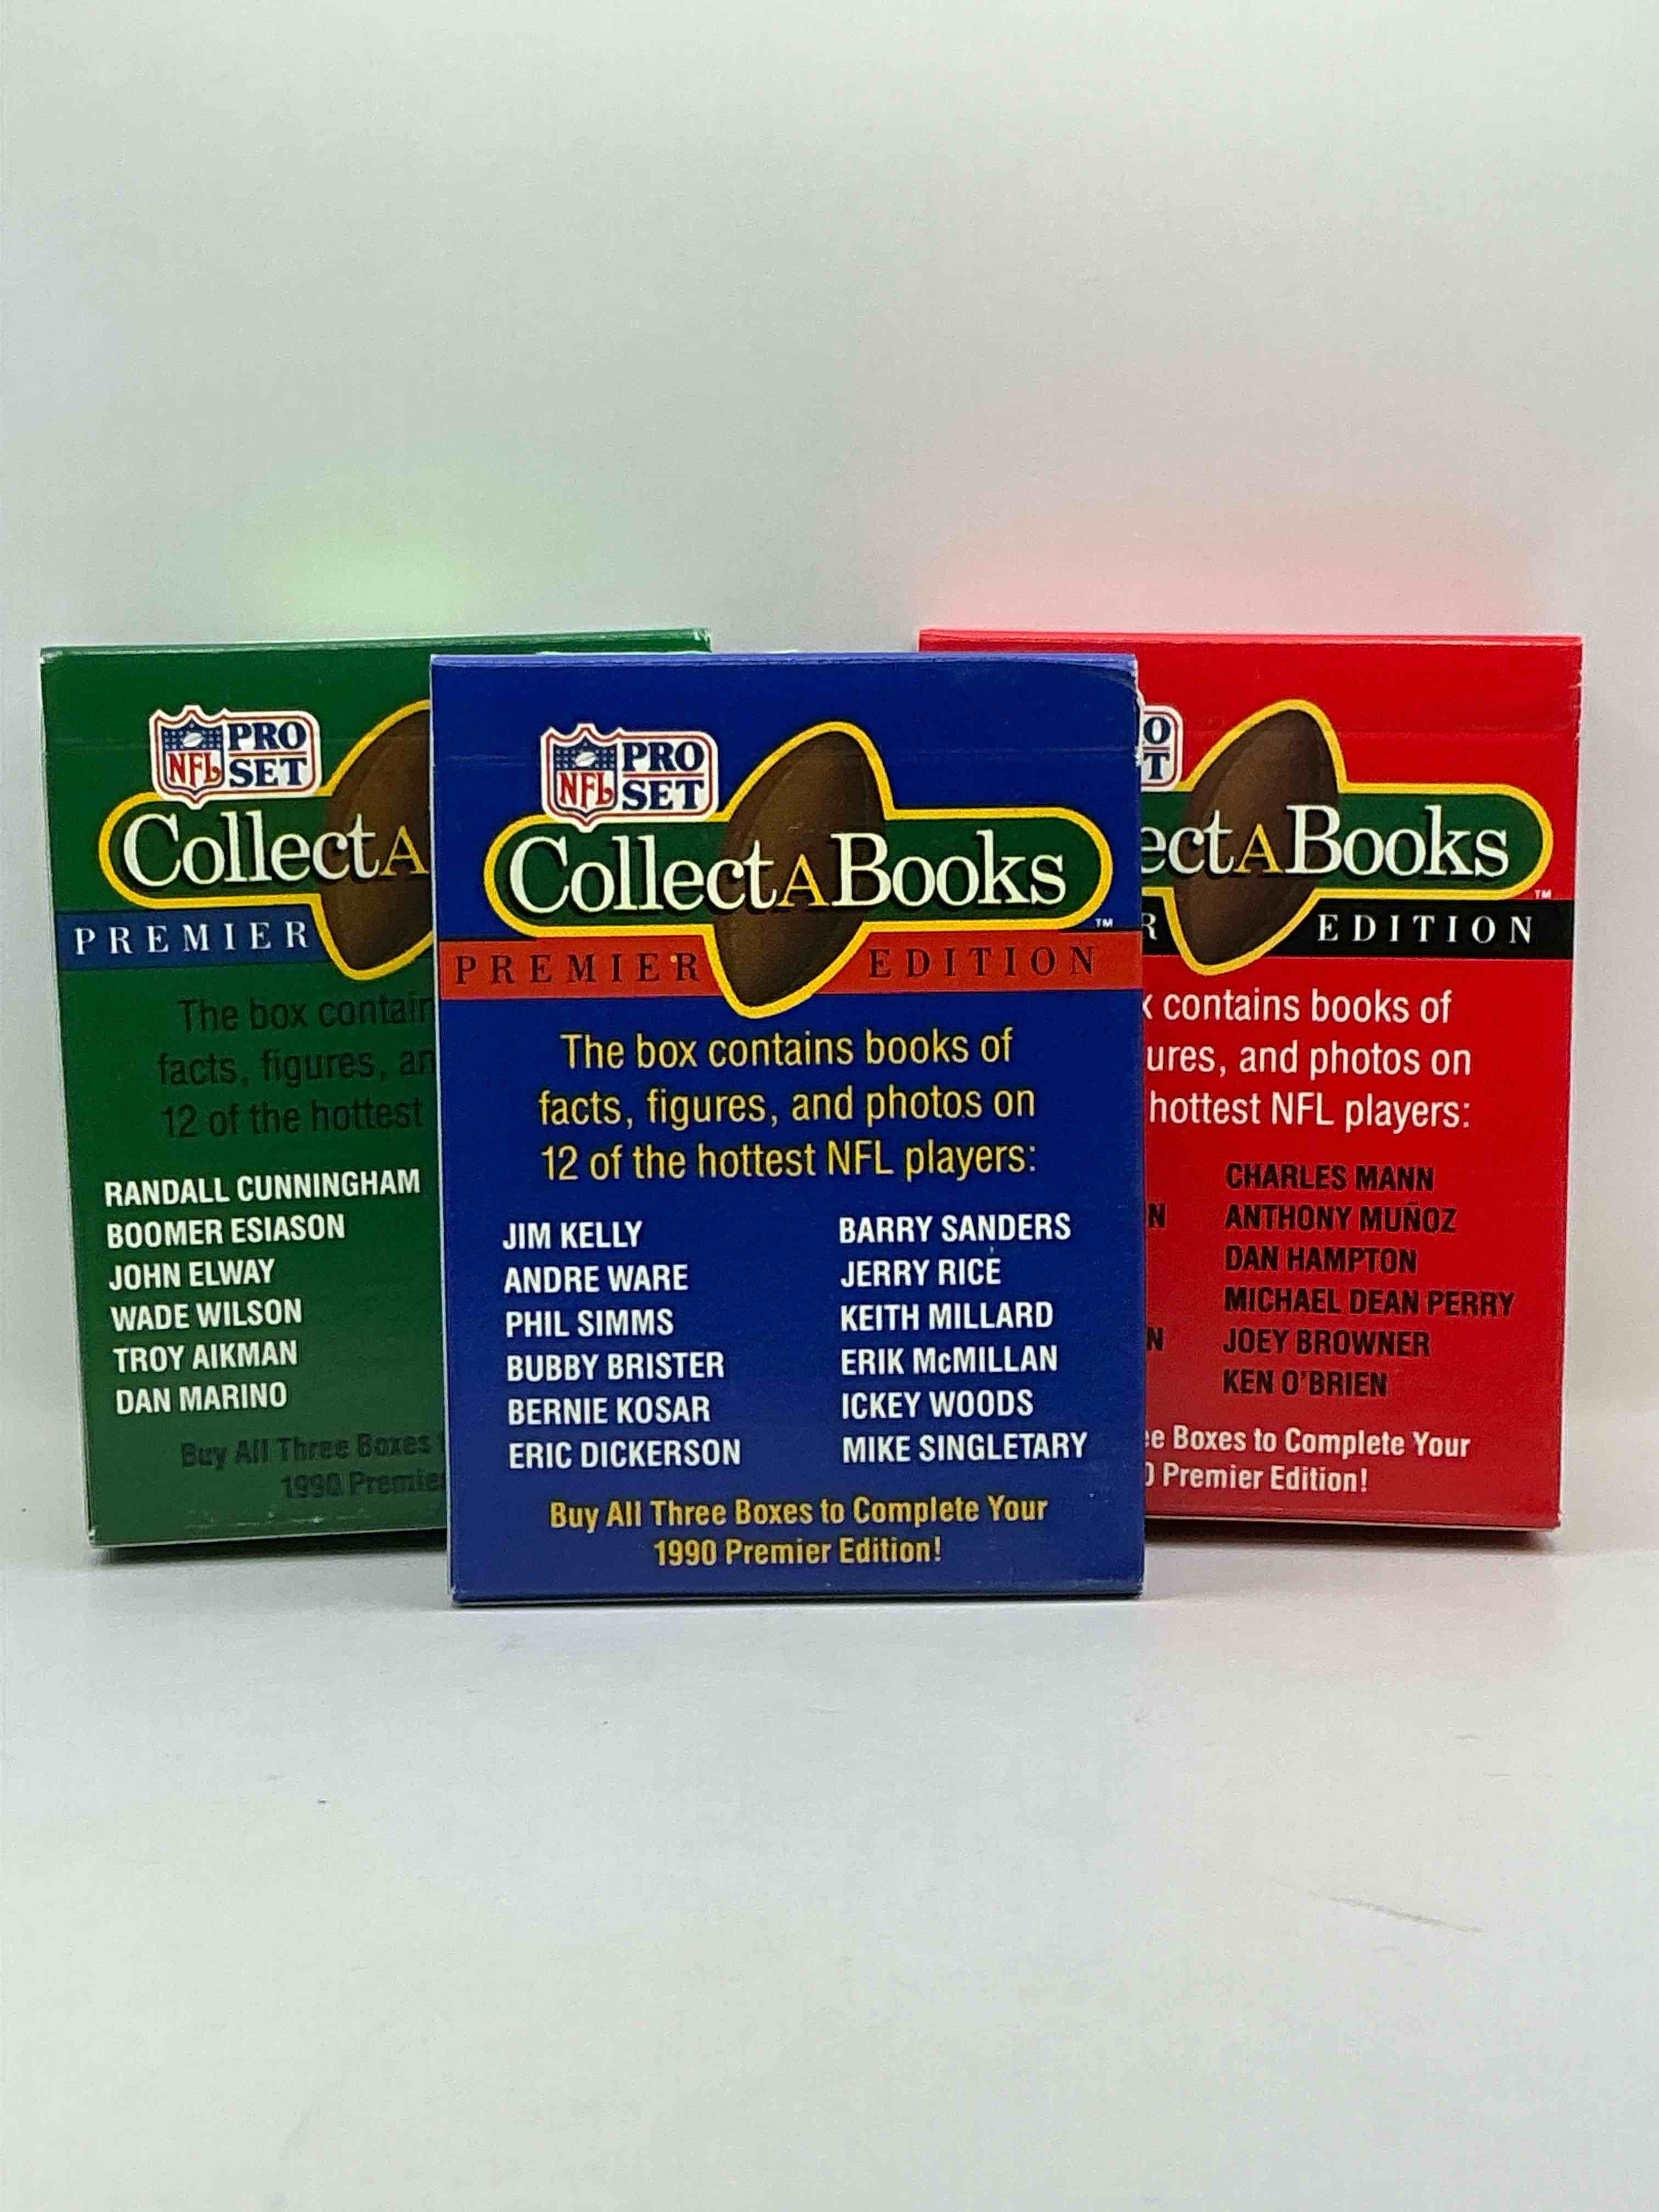 NFL PRO SET
CollectA
PREMIER
The box contain
facts, figures, an
12 of the hottest
RANDALL CUNNINGHAM
BOOMER ESIASON
JOHN ELWAY
WADE WILSON
TROY AIKMAN
DAN MARINO
Buy All Three Boxes
1990 Premie
NFL PRO SET
CollectABooks™
PREMIER EDITION
The box contains books of
facts, figures, and photos on
12 of the hottest NFL players:
JIM KELLY
ANDRE WARE
PHIL SIMMS
BUBBY BRISTER
BERNIE KOSAR
ERIC DICKERSON
BARRY SANDERS
JERRY RICE
KEITH MILLARD
ERIK McMILLAN
ICKEY WOODS
MIKE SINGLETARY
Buy All Three Boxes to Complete Your
1990 Premier Edition!
O
T
ectABooks™
R EDITION
contains books of
ures, and photos on
hottest NFL players:
N
N
CHARLES MANN
ANTHONY MUÑOZ
DAN HAMPTON
MICHAEL DEAN PERRY
JOEY BROWNER
KEN O'BRIEN
ee Boxes to Complete Your
Premier Edition!